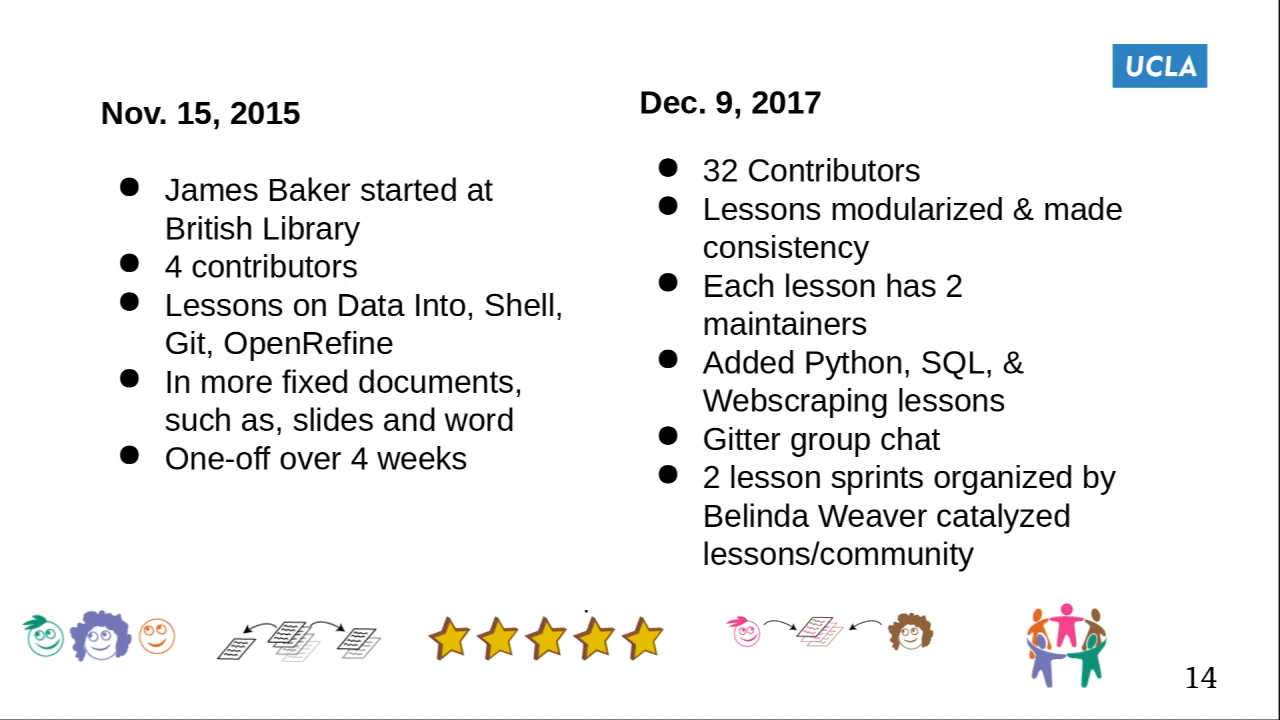 UCLA
Nov. 15, 2015
● James Baker started at
British Library
● 4 contributors
● Lessons on Data Into, Shell,
Git, OpenRefine
● In more fixed documents,
such as, slides and word
● One-off over 4 weeks
Dec. 9, 2017
● 32 Contributors
● Lessons modularized & made
consistency
● Each lesson has 2
maintainers
● Added Python, SQL, &
Webscraping lessons
● Gitter group chat
● 2 lesson sprints organized by
Belinda Weaver catalyzed
lessons/community
14